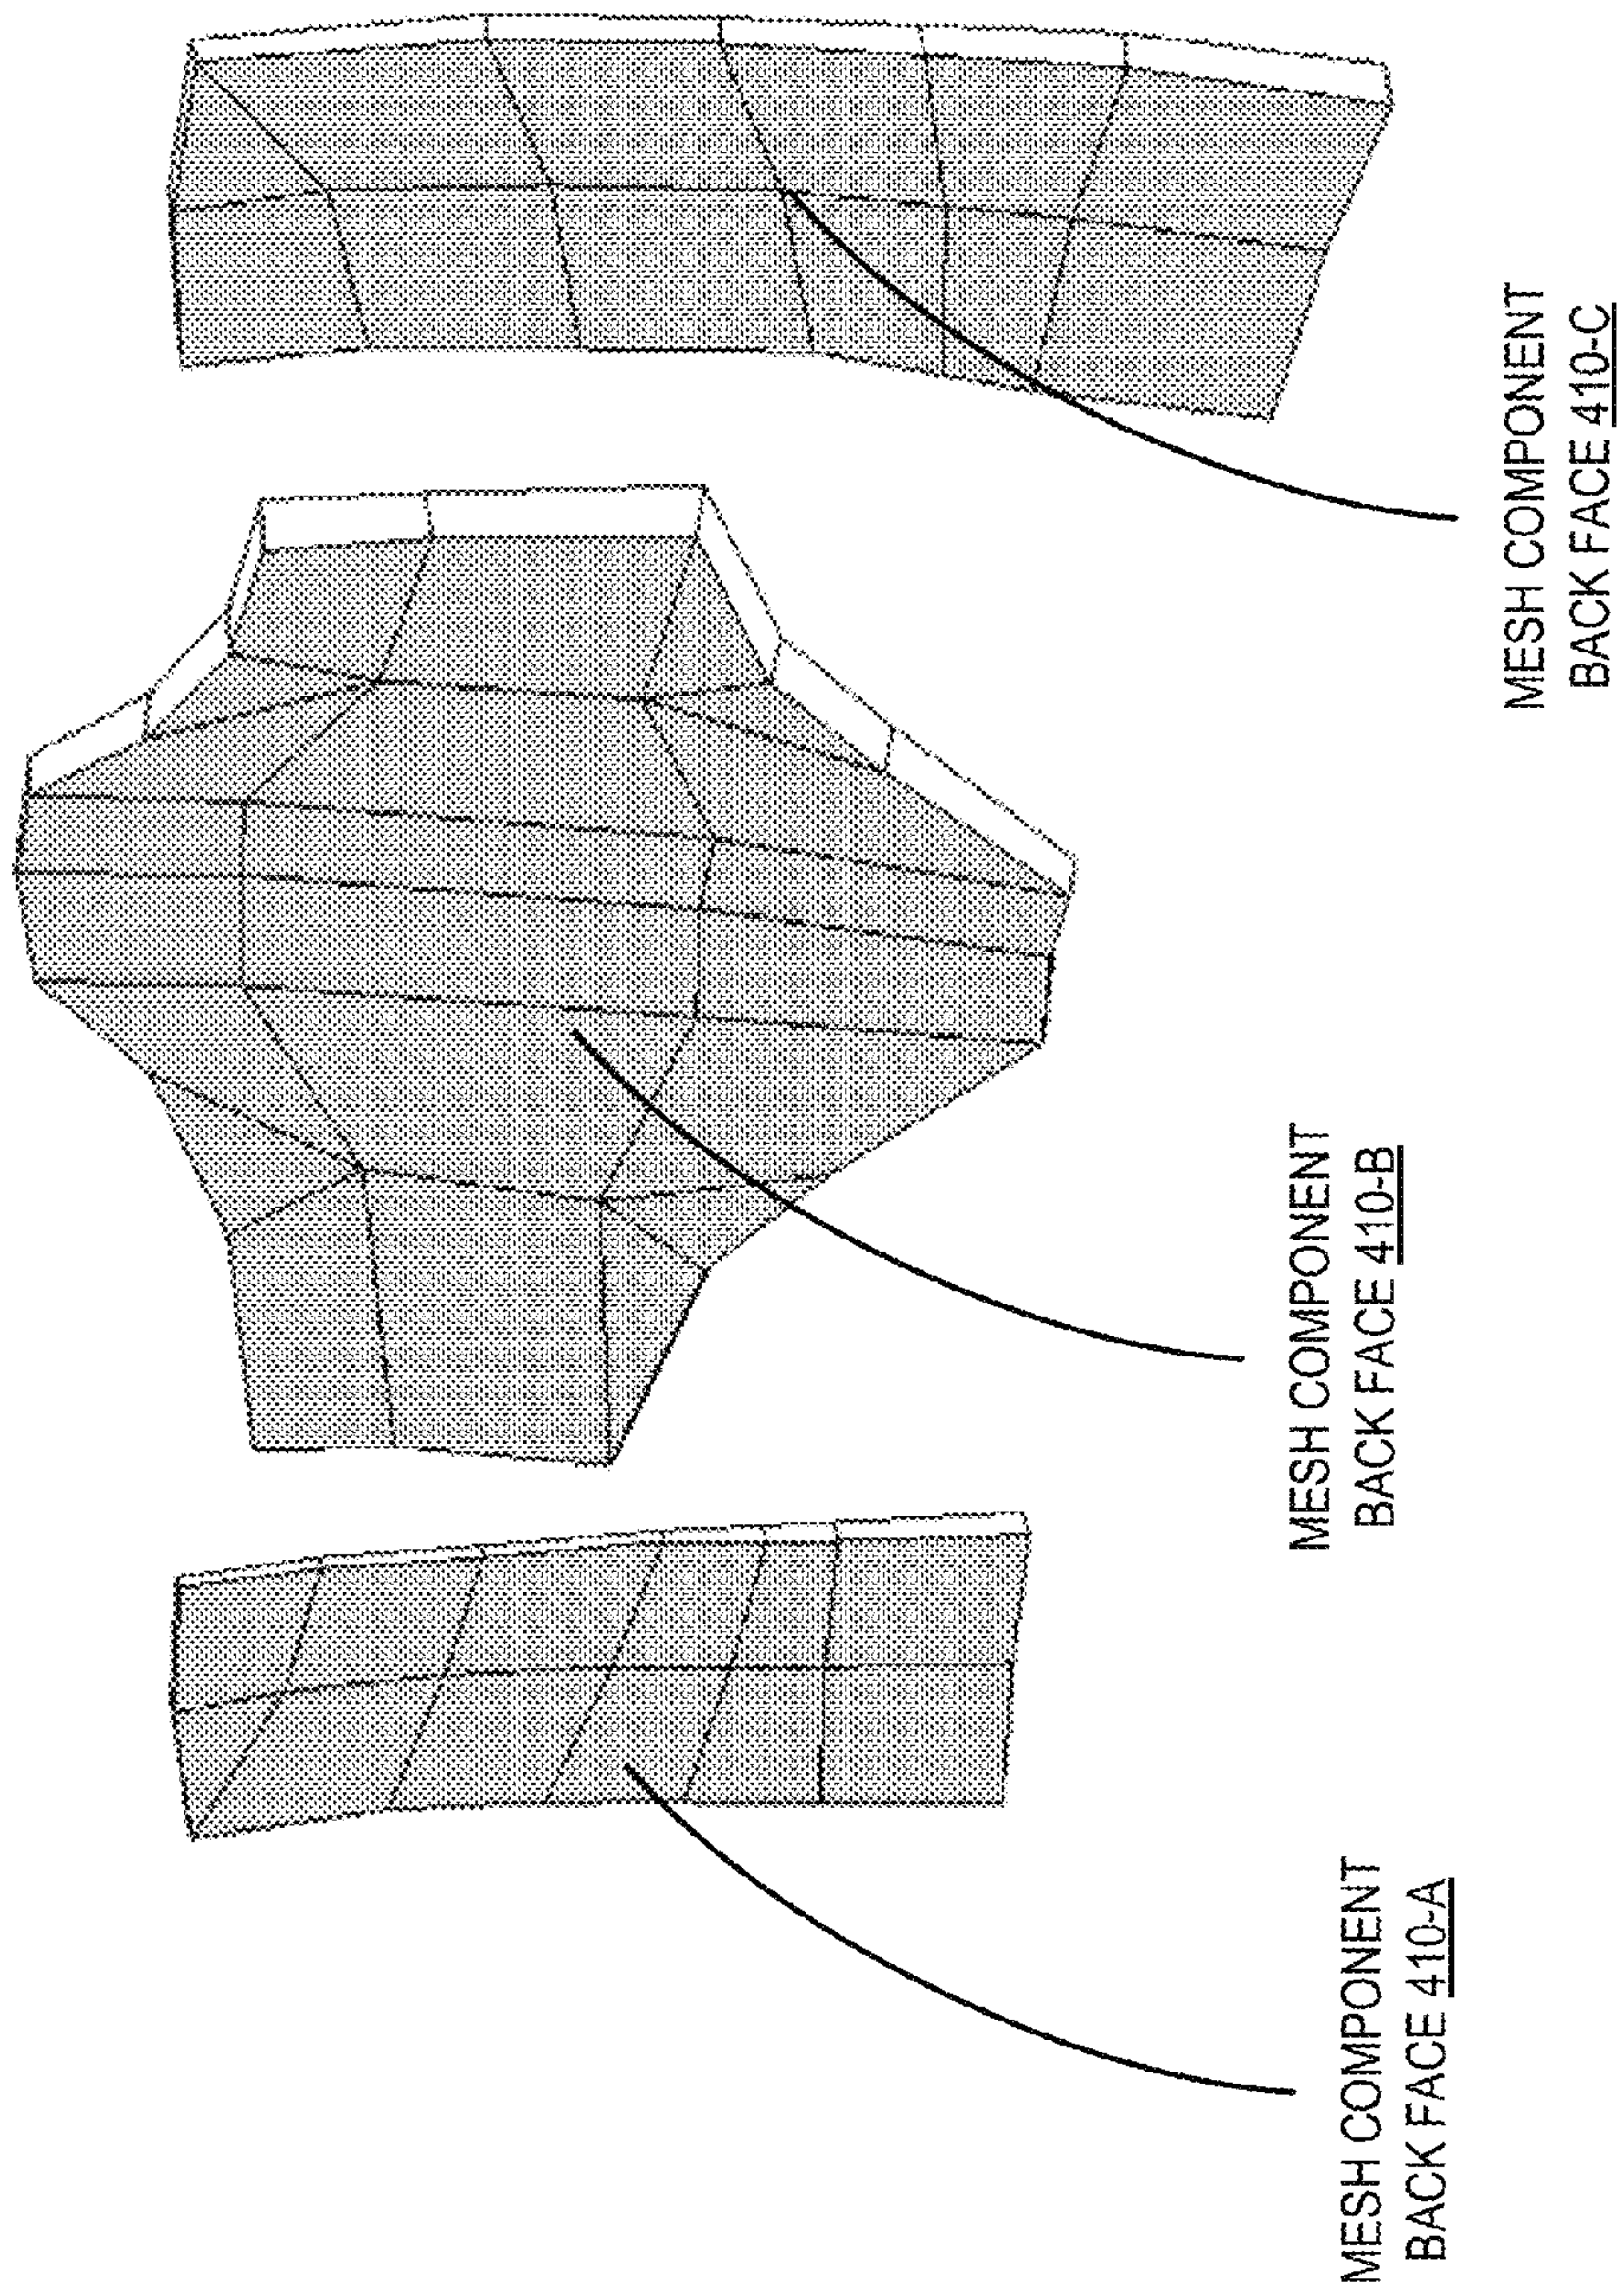 MESH COMPONENT
BACK FACE 410-A
MESH COMPONENT
BACK FACE 410-B
MESH COMPONENT
BACK FACE 410-C